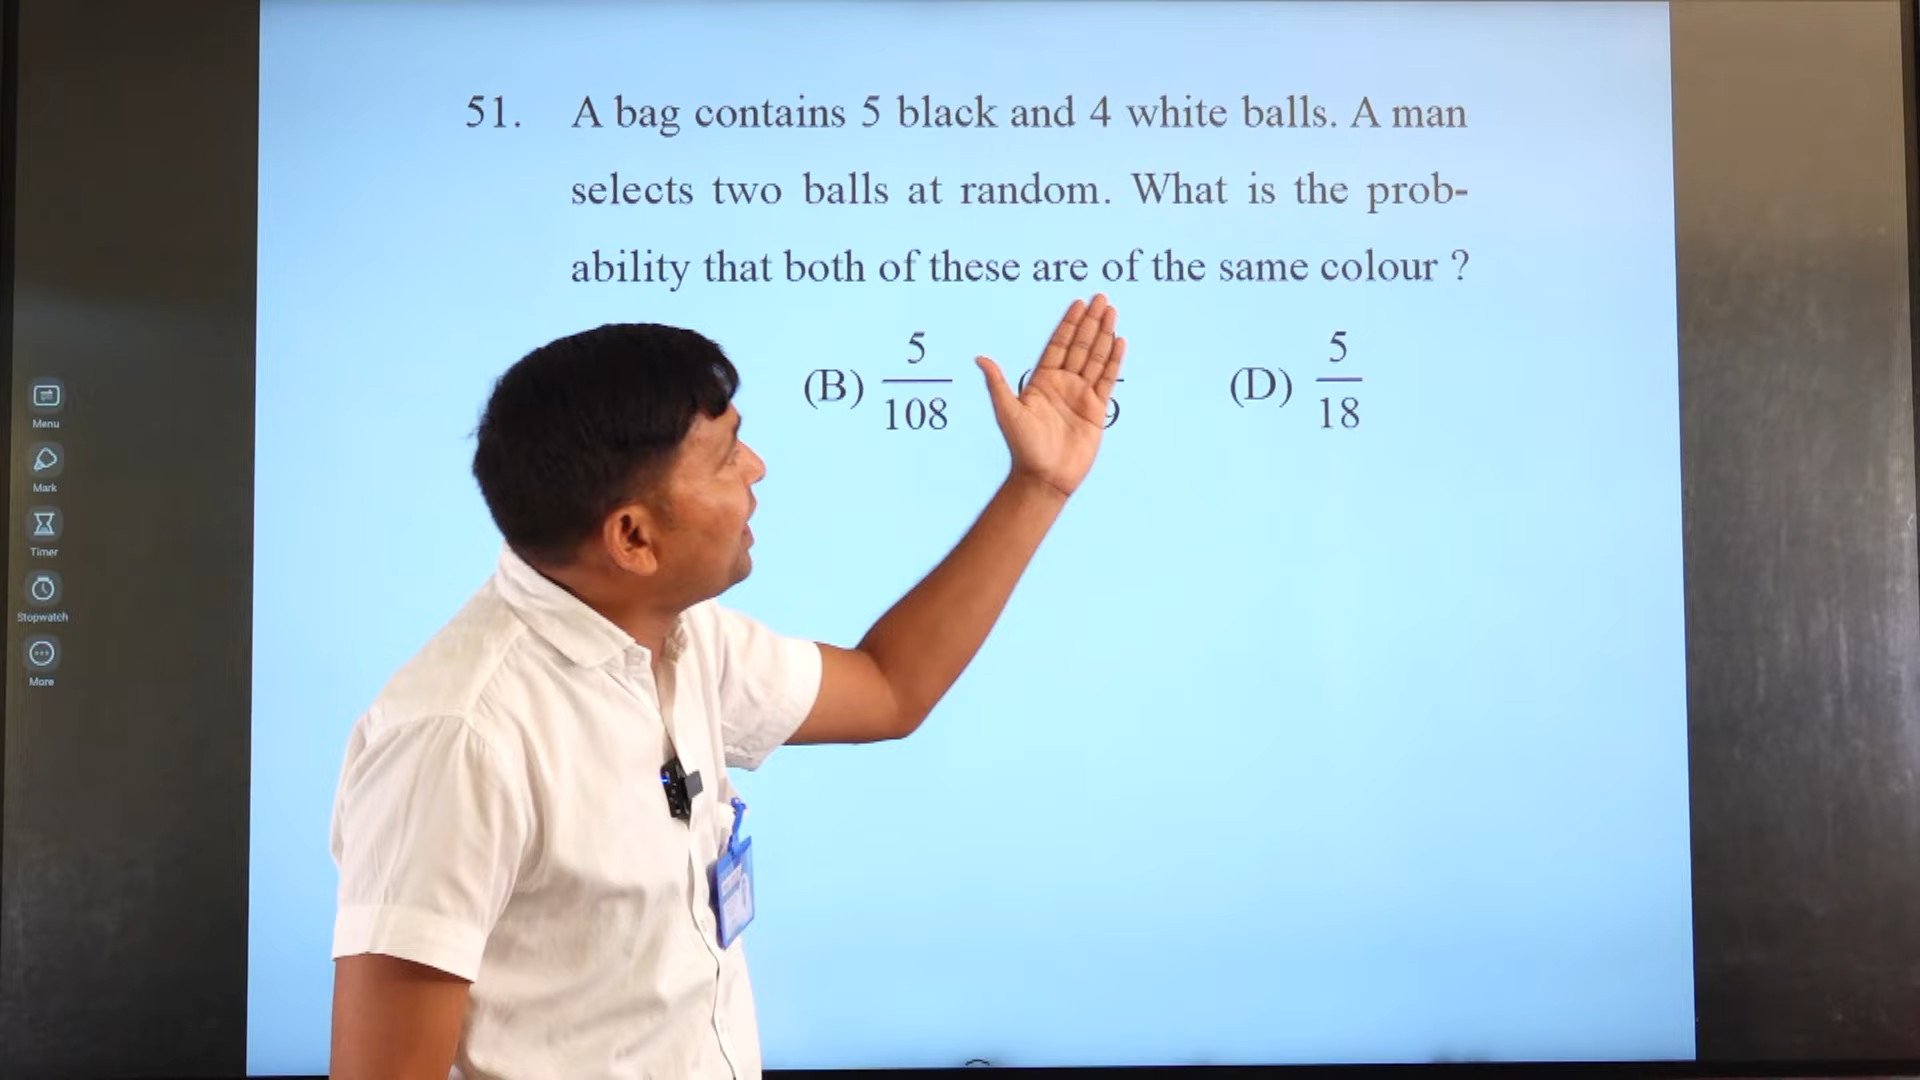 51. A bag contains 5 black and 4 white balls. A man
selects two balls at random. What is the prob-
ability that both of these are of the same colour ?
(B) 5/108 9 (D) 5/18
Menu
Mark
Timer
Stopwatch
More